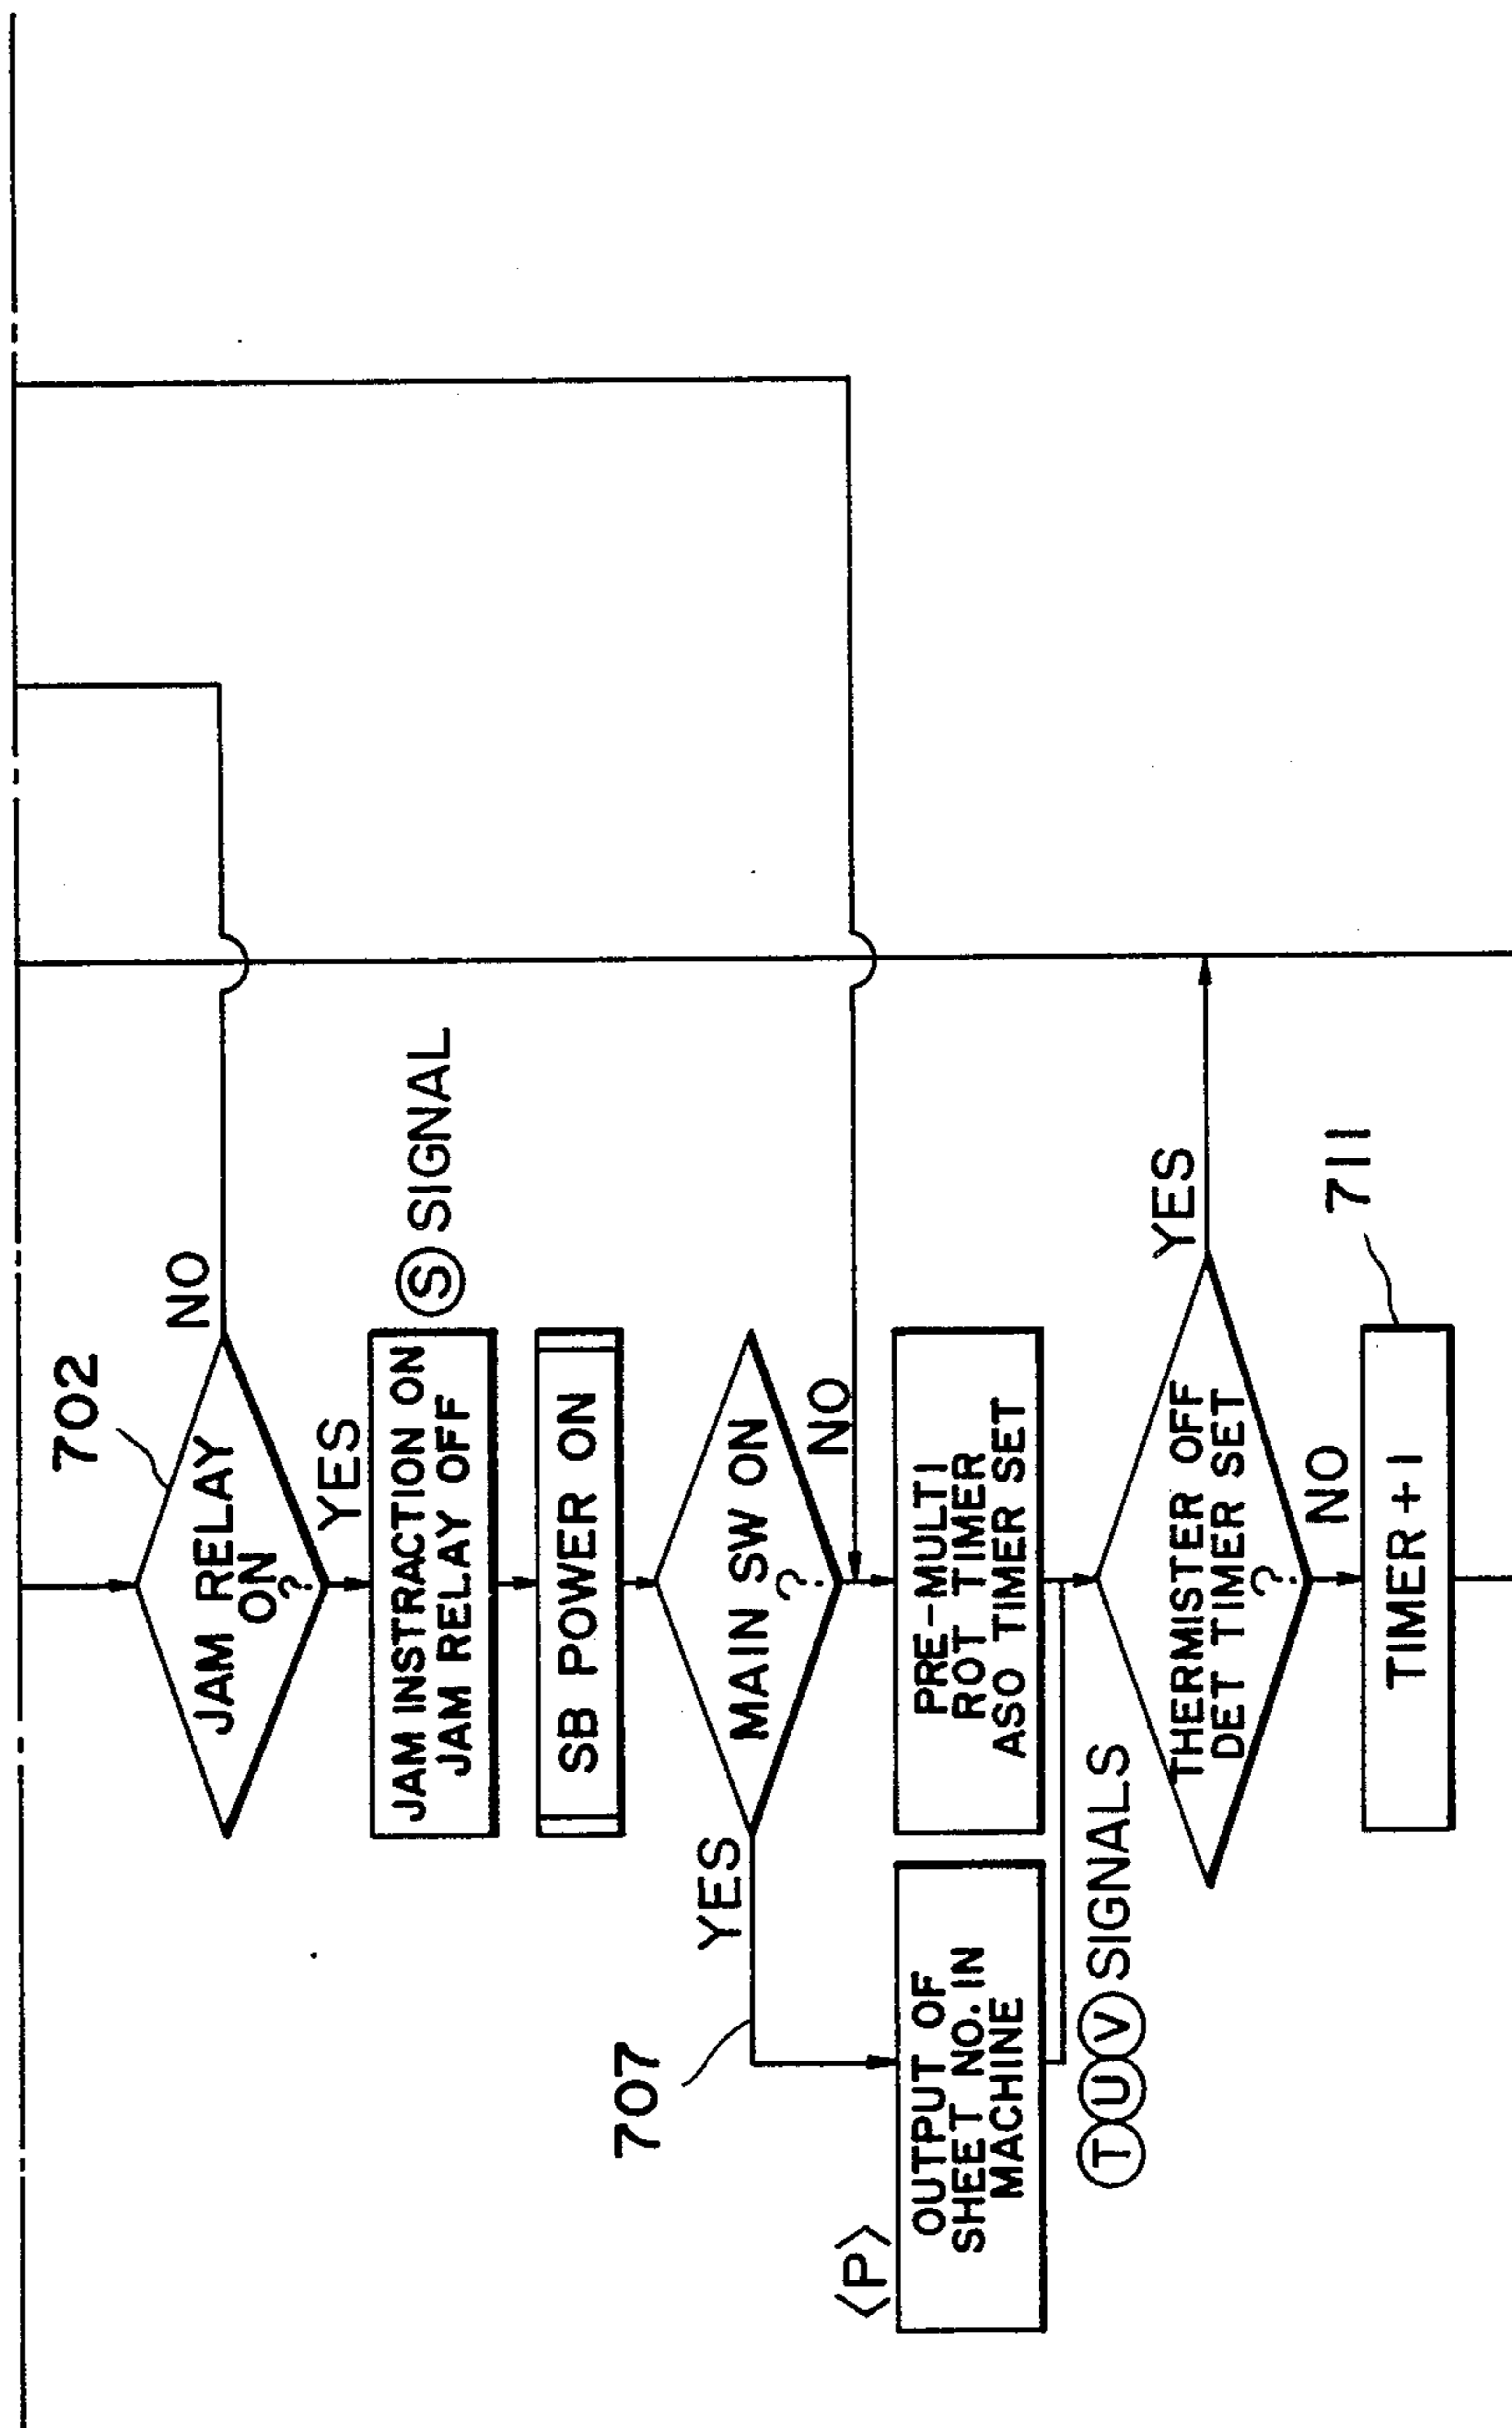 702
JAM RELAY
ON
?
NO
YES
JAM INSTRACTION ON
JAM RELAY OFF
Ⓢ SIGNAL
SB POWER ON
MAIN SW ON
?
YES
NO
707
<P>
OUTPUT OF
SHEET NO. IN
MACHINE
PRE-MULTI
ROT TIMER
ASO TIMER SET
ⓉⓊⓋ SIGNALS
THERMISTER OFF
DET TIMER SET
?
YES
NO
711
TIMER + 1